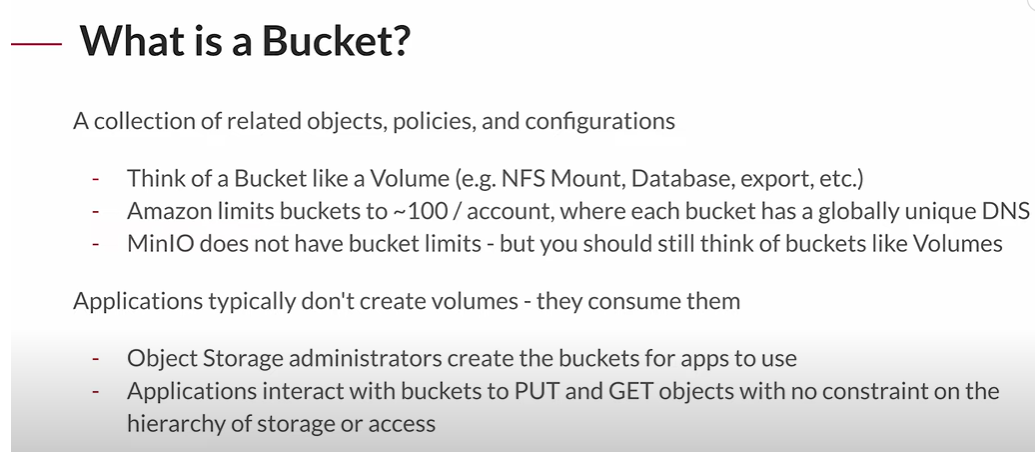 What is a Bucket?
A collection of related objects, policies, and configurations
- Think of a Bucket like a Volume (e.g. NFS Mount, Database, export, etc.)
- Amazon limits buckets to ~100 / account, where each bucket has a globally unique DNS
- MinIO does not have bucket limits - but you should still think of buckets like Volumes
Applications typically don't create volumes - they consume them
- Object Storage administrators create the buckets for apps to use
- Applications interact with buckets to PUT and GET objects with no constraint on the
hierarchy of storage or access